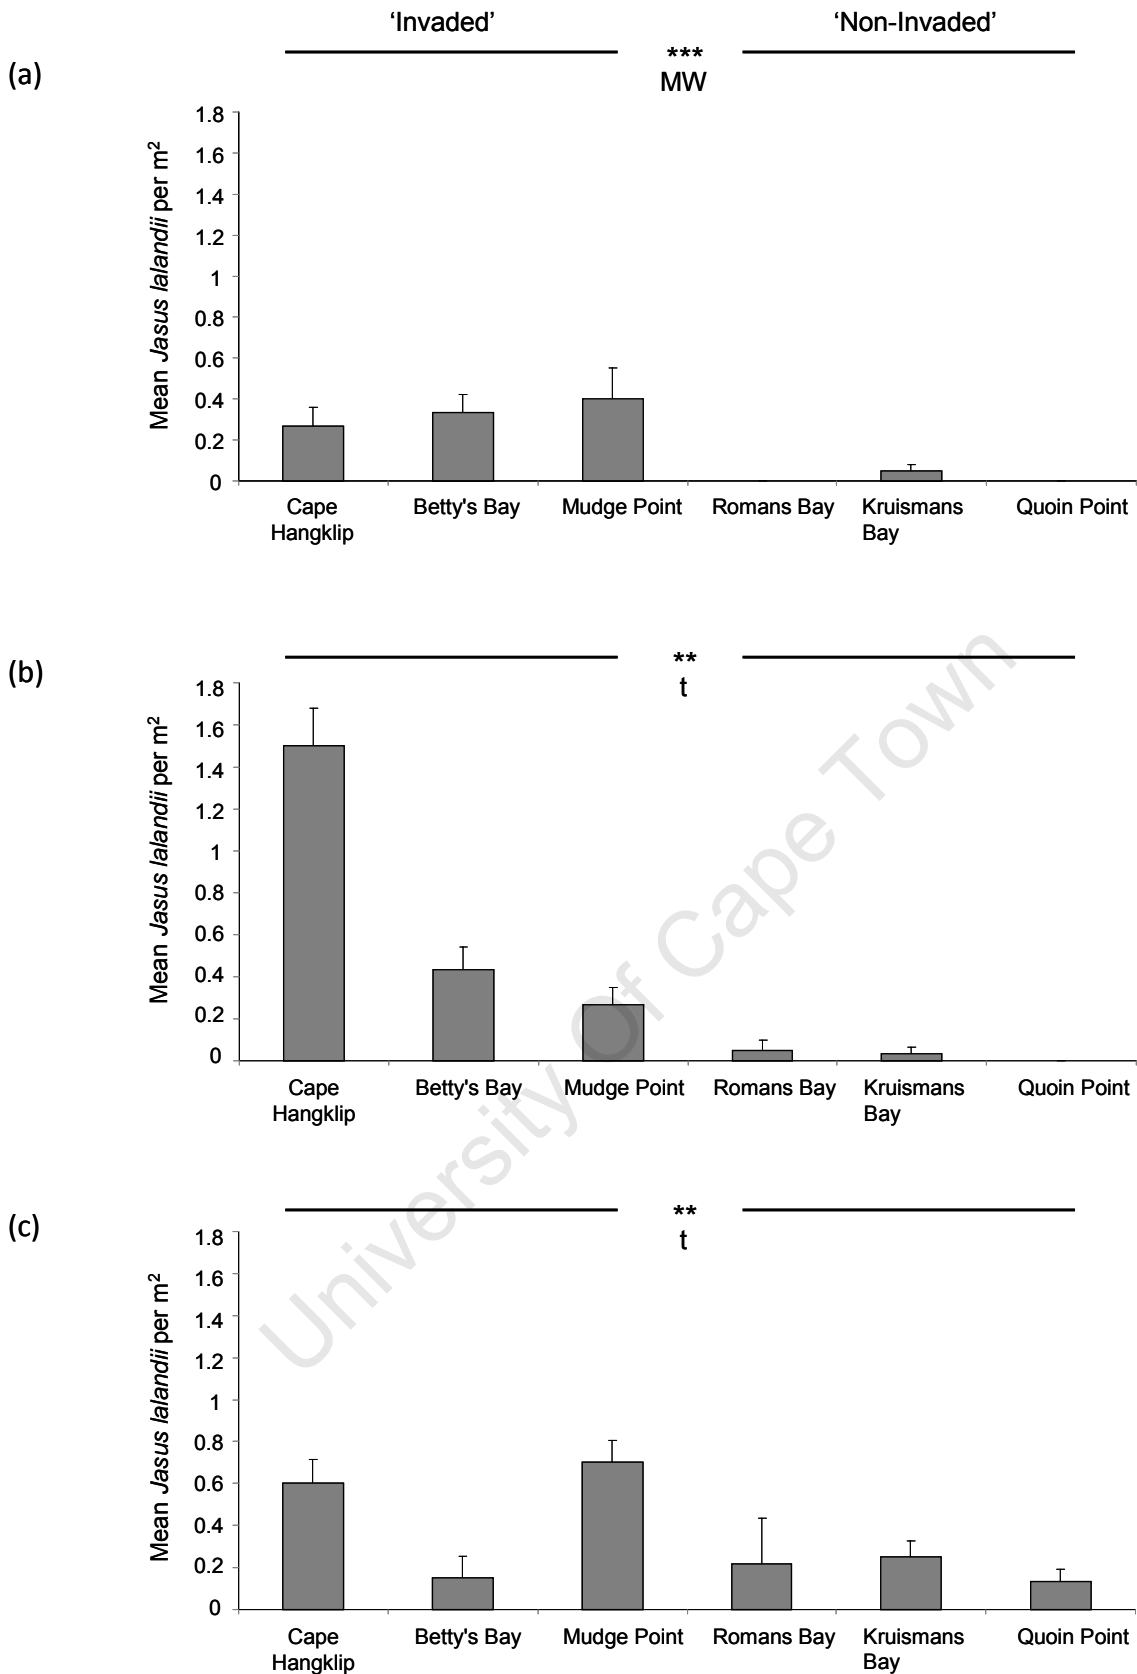 ‘Invaded’ ‘Non-Invaded’
***
MW
(a)
Mean Jasus lalandii per m²
1.8
1.6
1.4
1.2
1
0.8
0.6
0.4
0.2
0
Cape Hangklip Betty's Bay Mudge Point Romans Bay Kruismans Bay Quoin Point
**
t
(b)
Mean Jasus lalandii per m²
1.8
1.6
1.4
1.2
1
0.8
0.6
0.4
0.2
0
Cape Hangklip Betty's Bay Mudge Point Romans Bay Kruismans Bay Quoin Point
**
t
(c)
Mean Jasus lalandii per m²
1.8
1.6
1.4
1.2
1
0.8
0.6
0.4
0.2
0
Cape Hangklip Betty's Bay Mudge Point Romans Bay Kruismans Bay Quoin Point
University Of Cape Town